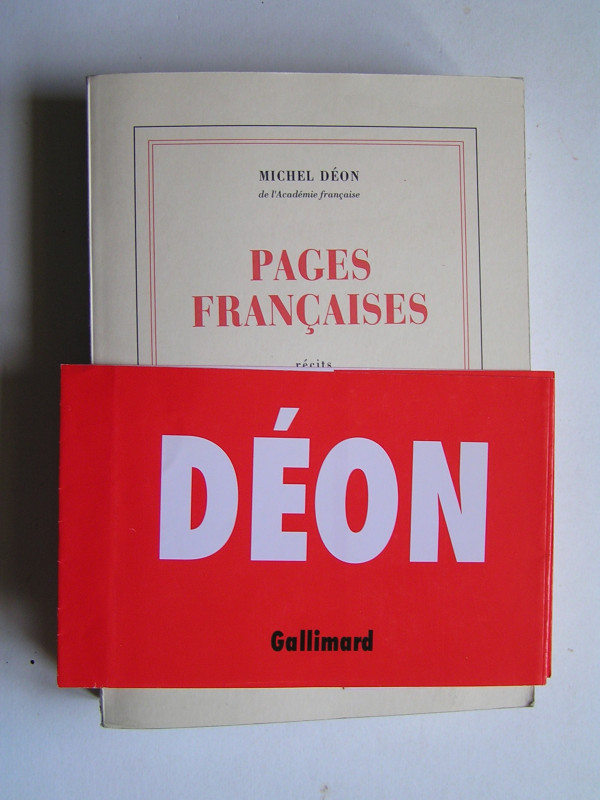 MICHEL DÉON
de l'Académie française
PAGES
FRANÇAISES
récits
DÉON
Gallimard